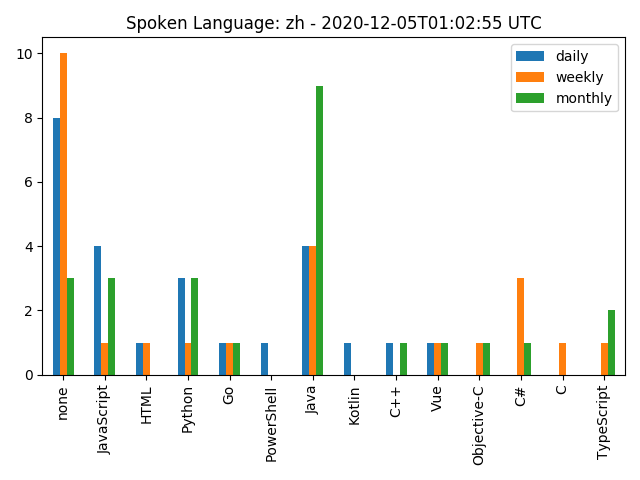 Spoken Language: zh - 2020-12-05T01:02:55 UTC
daily
weekly
monthly
10
8
6
4
2
0
none
JavaScript
HTML
Python
Go
PowerShell
Java
Kotlin
C++
Vue
Objective-C
C#
C
TypeScript